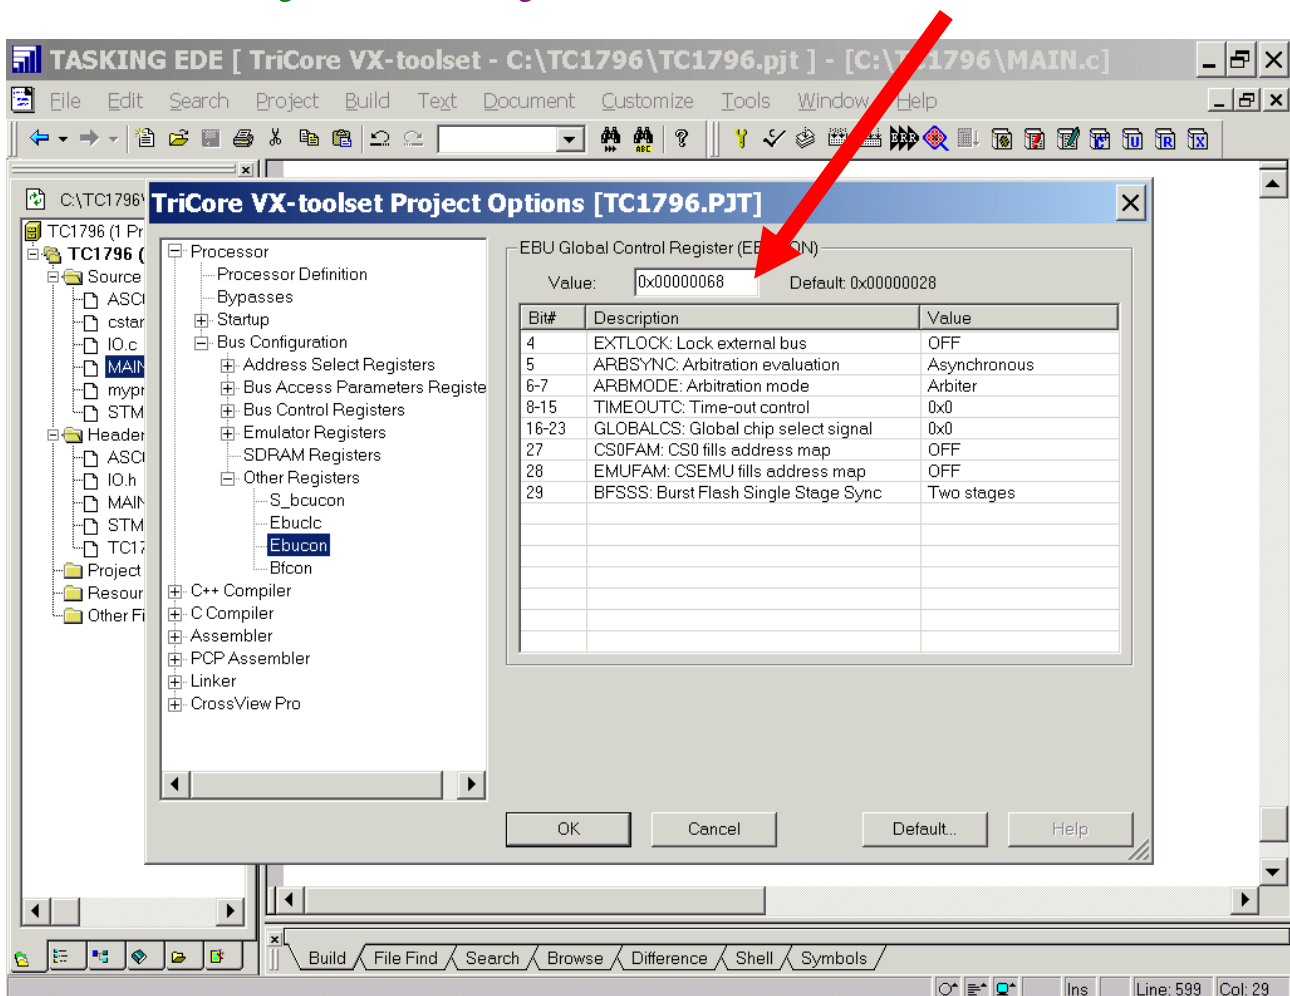 TASKING EDE [ TriCore VX-toolset - C:\TC1796\TC1796.pjt ] - [C:\TC1796\MAIN.c]
File Edit Search Project Build Text Document Customize Tools Window Help
C:\TC1796\
TriCore VX-toolset Project Options [TC1796.PJT]
TC1796 (1 Pr
TC1796 (
Source
ASC
cstar
IO.c
MAIN
mypr
STM
Header
ASC
IO.h
MAIN
STM
TC17
Project
Resour
Other Fi
Processor
Processor Definition
Bypasses
Startup
Bus Configuration
Address Select Registers
Bus Access Parameters Registe
Bus Control Registers
Emulator Registers
SDRAM Registers
Other Registers
S_bcucon
Ebuclc
Ebucon
Bfcon
C++ Compiler
C Compiler
Assembler
PCP Assembler
Linker
CrossView Pro
EBU Global Control Register (EB CON)
Value: 0x00000068 Default: 0x00000028
Bit# Description Value
4 EXTLOCK: Lock external bus OFF
5 ARBSYNC: Arbitration evaluation Asynchronous
6-7 ARBMODE: Arbitration mode Arbiter
8-15 TIMEOUTC: Time-out control 0x0
16-23 GLOBALCS: Global chip select signal 0x0
27 CS0FAM: CS0 fills address map OFF
28 EMUFAM: CSEMU fills address map OFF
29 BFSSS: Burst Flash Single Stage Sync Two stages
OK Cancel Default... Help
Build File Find Search Browse Difference Shell Symbols
Ins Line: 599 Col: 29